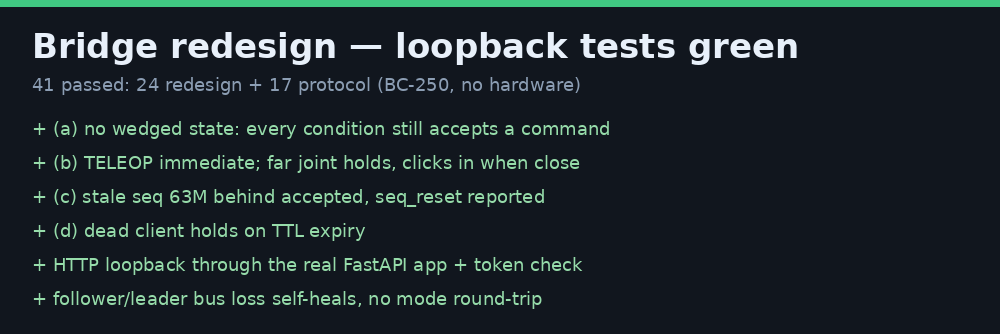 Bridge redesign — loopback tests green
41 passed: 24 redesign + 17 protocol (BC-250, no hardware)
+ (a) no wedged state: every condition still accepts a command
+ (b) TELEOP immediate; far joint holds, clicks in when close
+ (c) stale seq 63M behind accepted, seq_reset reported
+ (d) dead client holds on TTL expiry
+ HTTP loopback through the real FastAPI app + token check
+ follower/leader bus loss self-heals, no mode round-trip